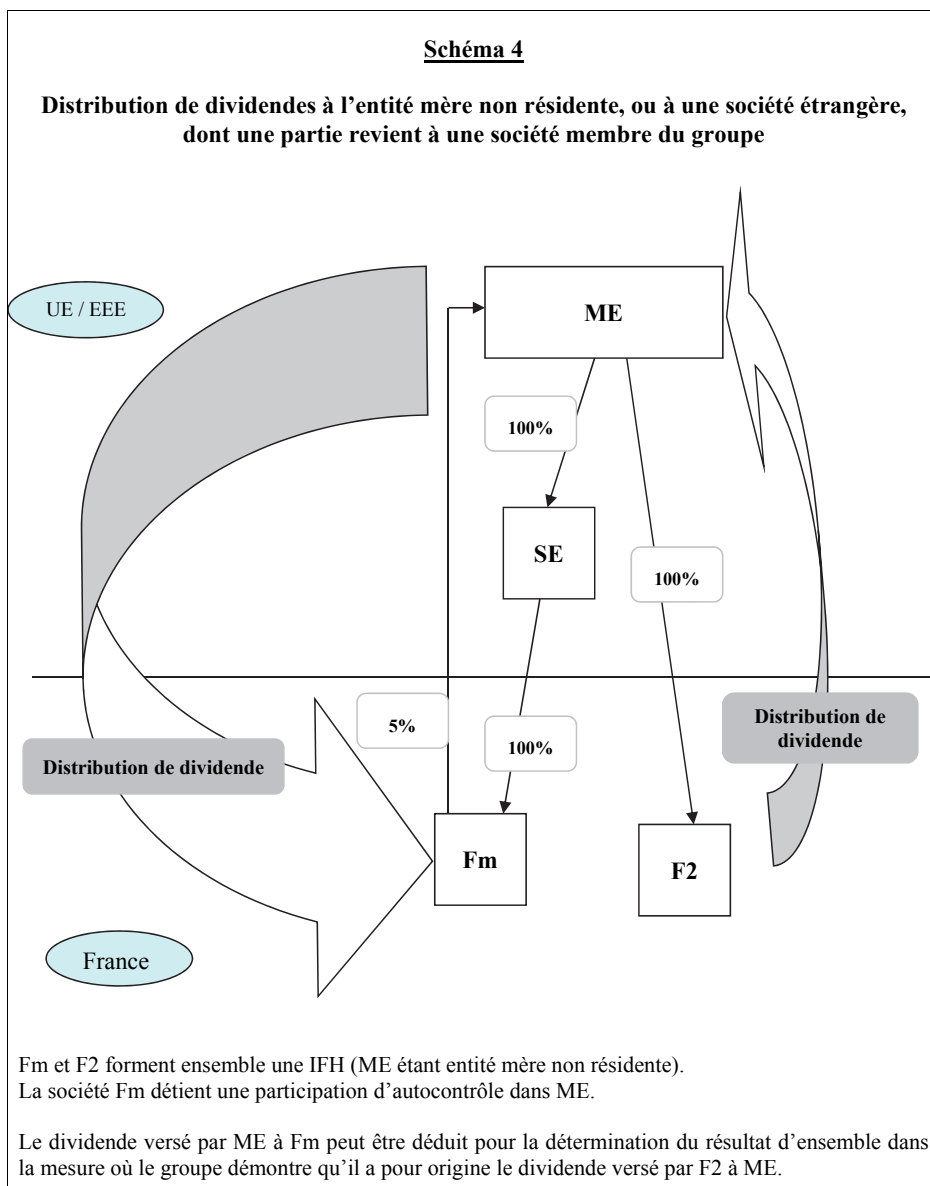 Schéma 4
Distribution de dividendes à l'entité mère non résidente, ou à une société étrangère,
dont une partie revient à une société membre du groupe
UE / EEE
ME
100%
SE
100%
5%
100%
Distribution de
dividende
Distribution de dividende
Fm
F2
France
Fm et F2 forment ensemble une IFH (ME étant entité mère non résidente).
La société Fm détient une participation d'autocontrôle dans ME.
Le dividende versé par ME à Fm peut être déduit pour la détermination du résultat d'ensemble dans
la mesure où le groupe démontre qu'il a pour origine le dividende versé par F2 à ME.